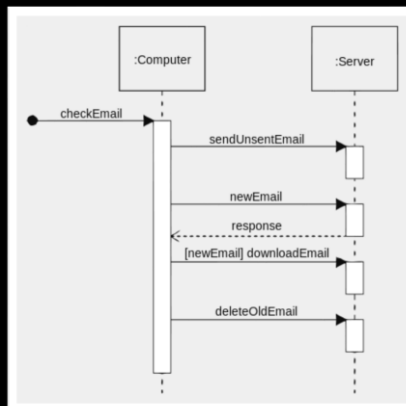 :Computer
:Server
checkEmail
sendUnsentEmail
newEmail
response
[newEmail] downloadEmail
deleteOldEmail